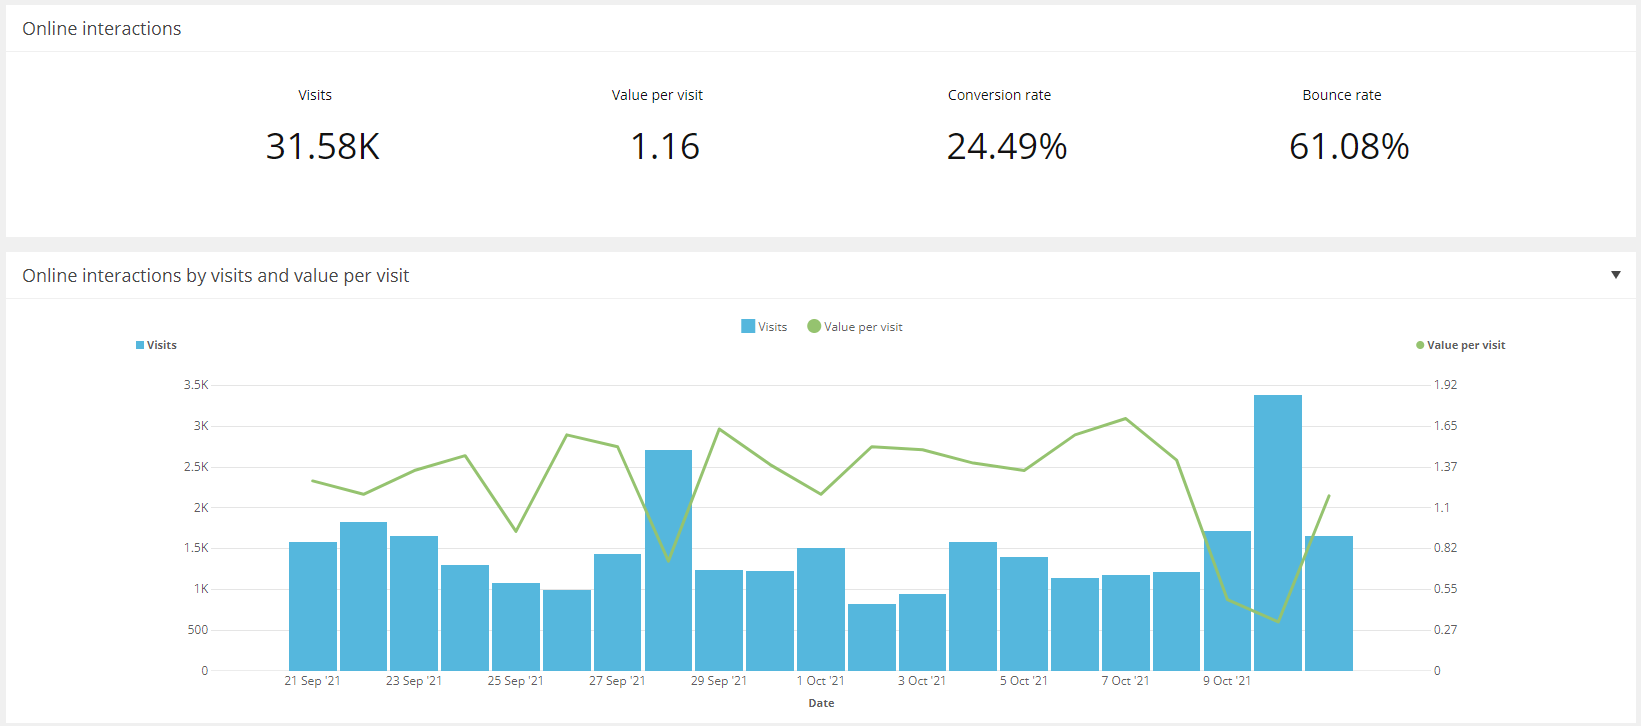 Online interactions
Visits Value per visit Conversion rate Bounce rate
31.58K 1.16 24.49% 61.08%
Online interactions by visits and value per visit
Visits Value per visit
Visits Value per visit
3.5K 1.92
3K 1.65
2.5K 1.37
2K 1.1
1.5K 0.82
1K 0.55
500 0.27
0 0
21 Sep '21 23 Sep '21 25 Sep '21 27 Sep '21 29 Sep '21 1 Oct '21 3 Oct '21 5 Oct '21 7 Oct '21 9 Oct '21
Date